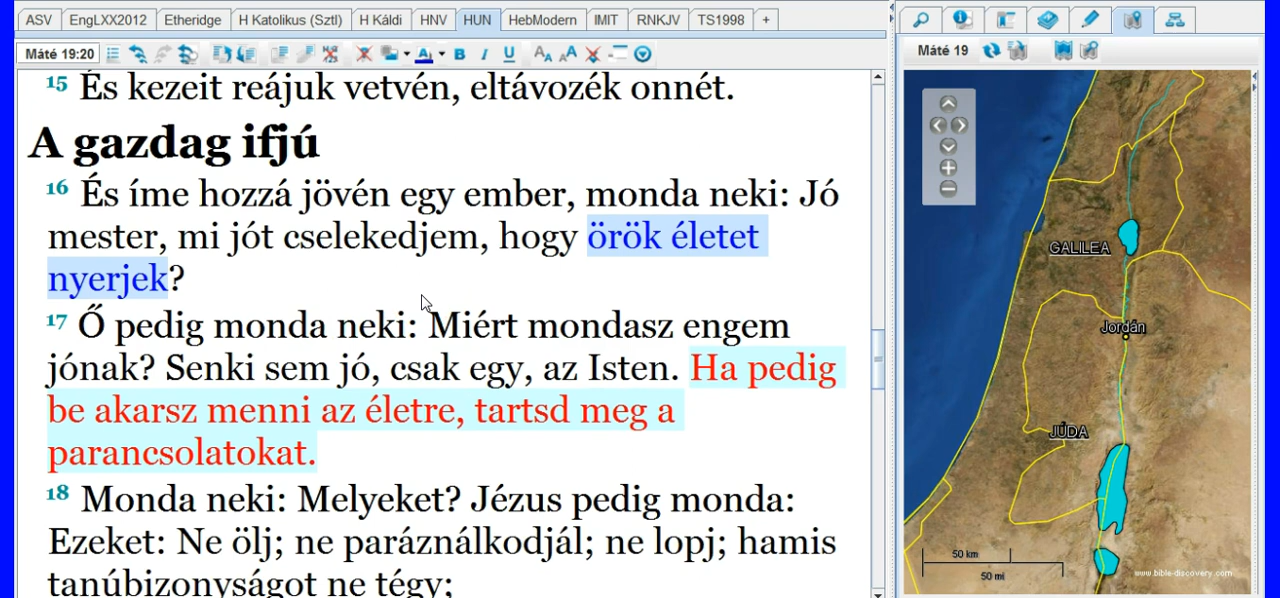 ASV EngLXX2012 Etheridge H Katolikus (Sztl) H Káldi HNV HUN HebModern IMIT RNKJV TS1998 +
Máté 19:20
Máté 19
15 És kezeit reájuk vetvén, eltávozék onnét.
A gazdag ifjú
16 És íme hozzá jövén egy ember, monda neki: Jó
mester, mi jót cselekedjem, hogy örök életet
nyerjek?
17 Ő pedig monda neki: Miért mondasz engem
jónak? Senki sem jó, csak egy, az Isten. Ha pedig
be akarsz menni az életre, tartsd meg a
parancsolatokat.
18 Monda neki: Melyeket? Jézus pedig monda:
Ezeket: Ne ölj; ne paráználkodjál; ne lopj; hamis
tanúbizonyságot ne tégy;
GALILEA
Jordán
JÚDA
50 km
50 mi
www.bible-discovery.com